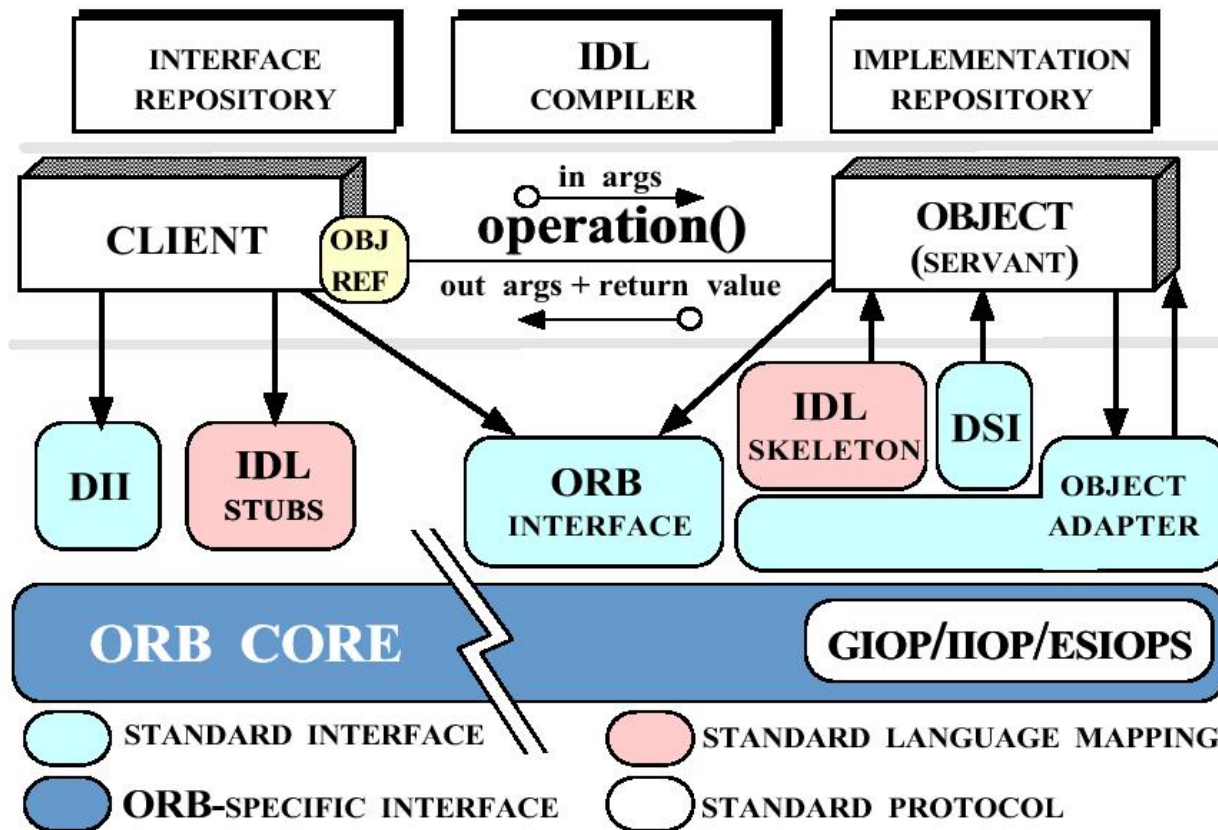 INTERFACE
REPOSITORY
IDL
COMPILER
IMPLEMENTATION
REPOSITORY
CLIENT
OBJ
REF
in args
operation()
out args + return value
OBJECT
(SERVANT)
DII
IDL
STUBS
ORB
INTERFACE
IDL
SKELETON
DSI
OBJECT
ADAPTER
ORB CORE
GIOP/IIOP/ESIOPS
STANDARD INTERFACE
STANDARD LANGUAGE MAPPING
ORB-SPECIFIC INTERFACE
STANDARD PROTOCOL